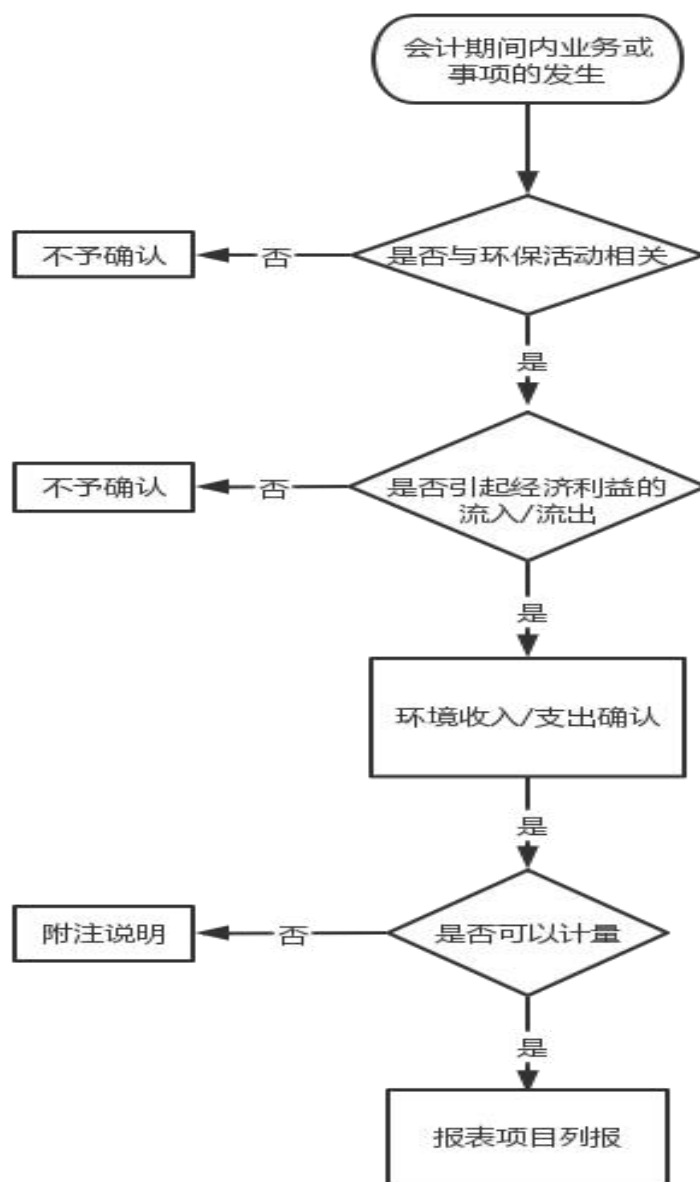 会计期间内业务或
事项的发生
是否与环保活动相关
否
不予确认
是
是否引起经济利益的
流入/流出
否
不予确认
是
环境收入/支出确认
是
是否可以计量
否
附注说明
是
报表项目列报